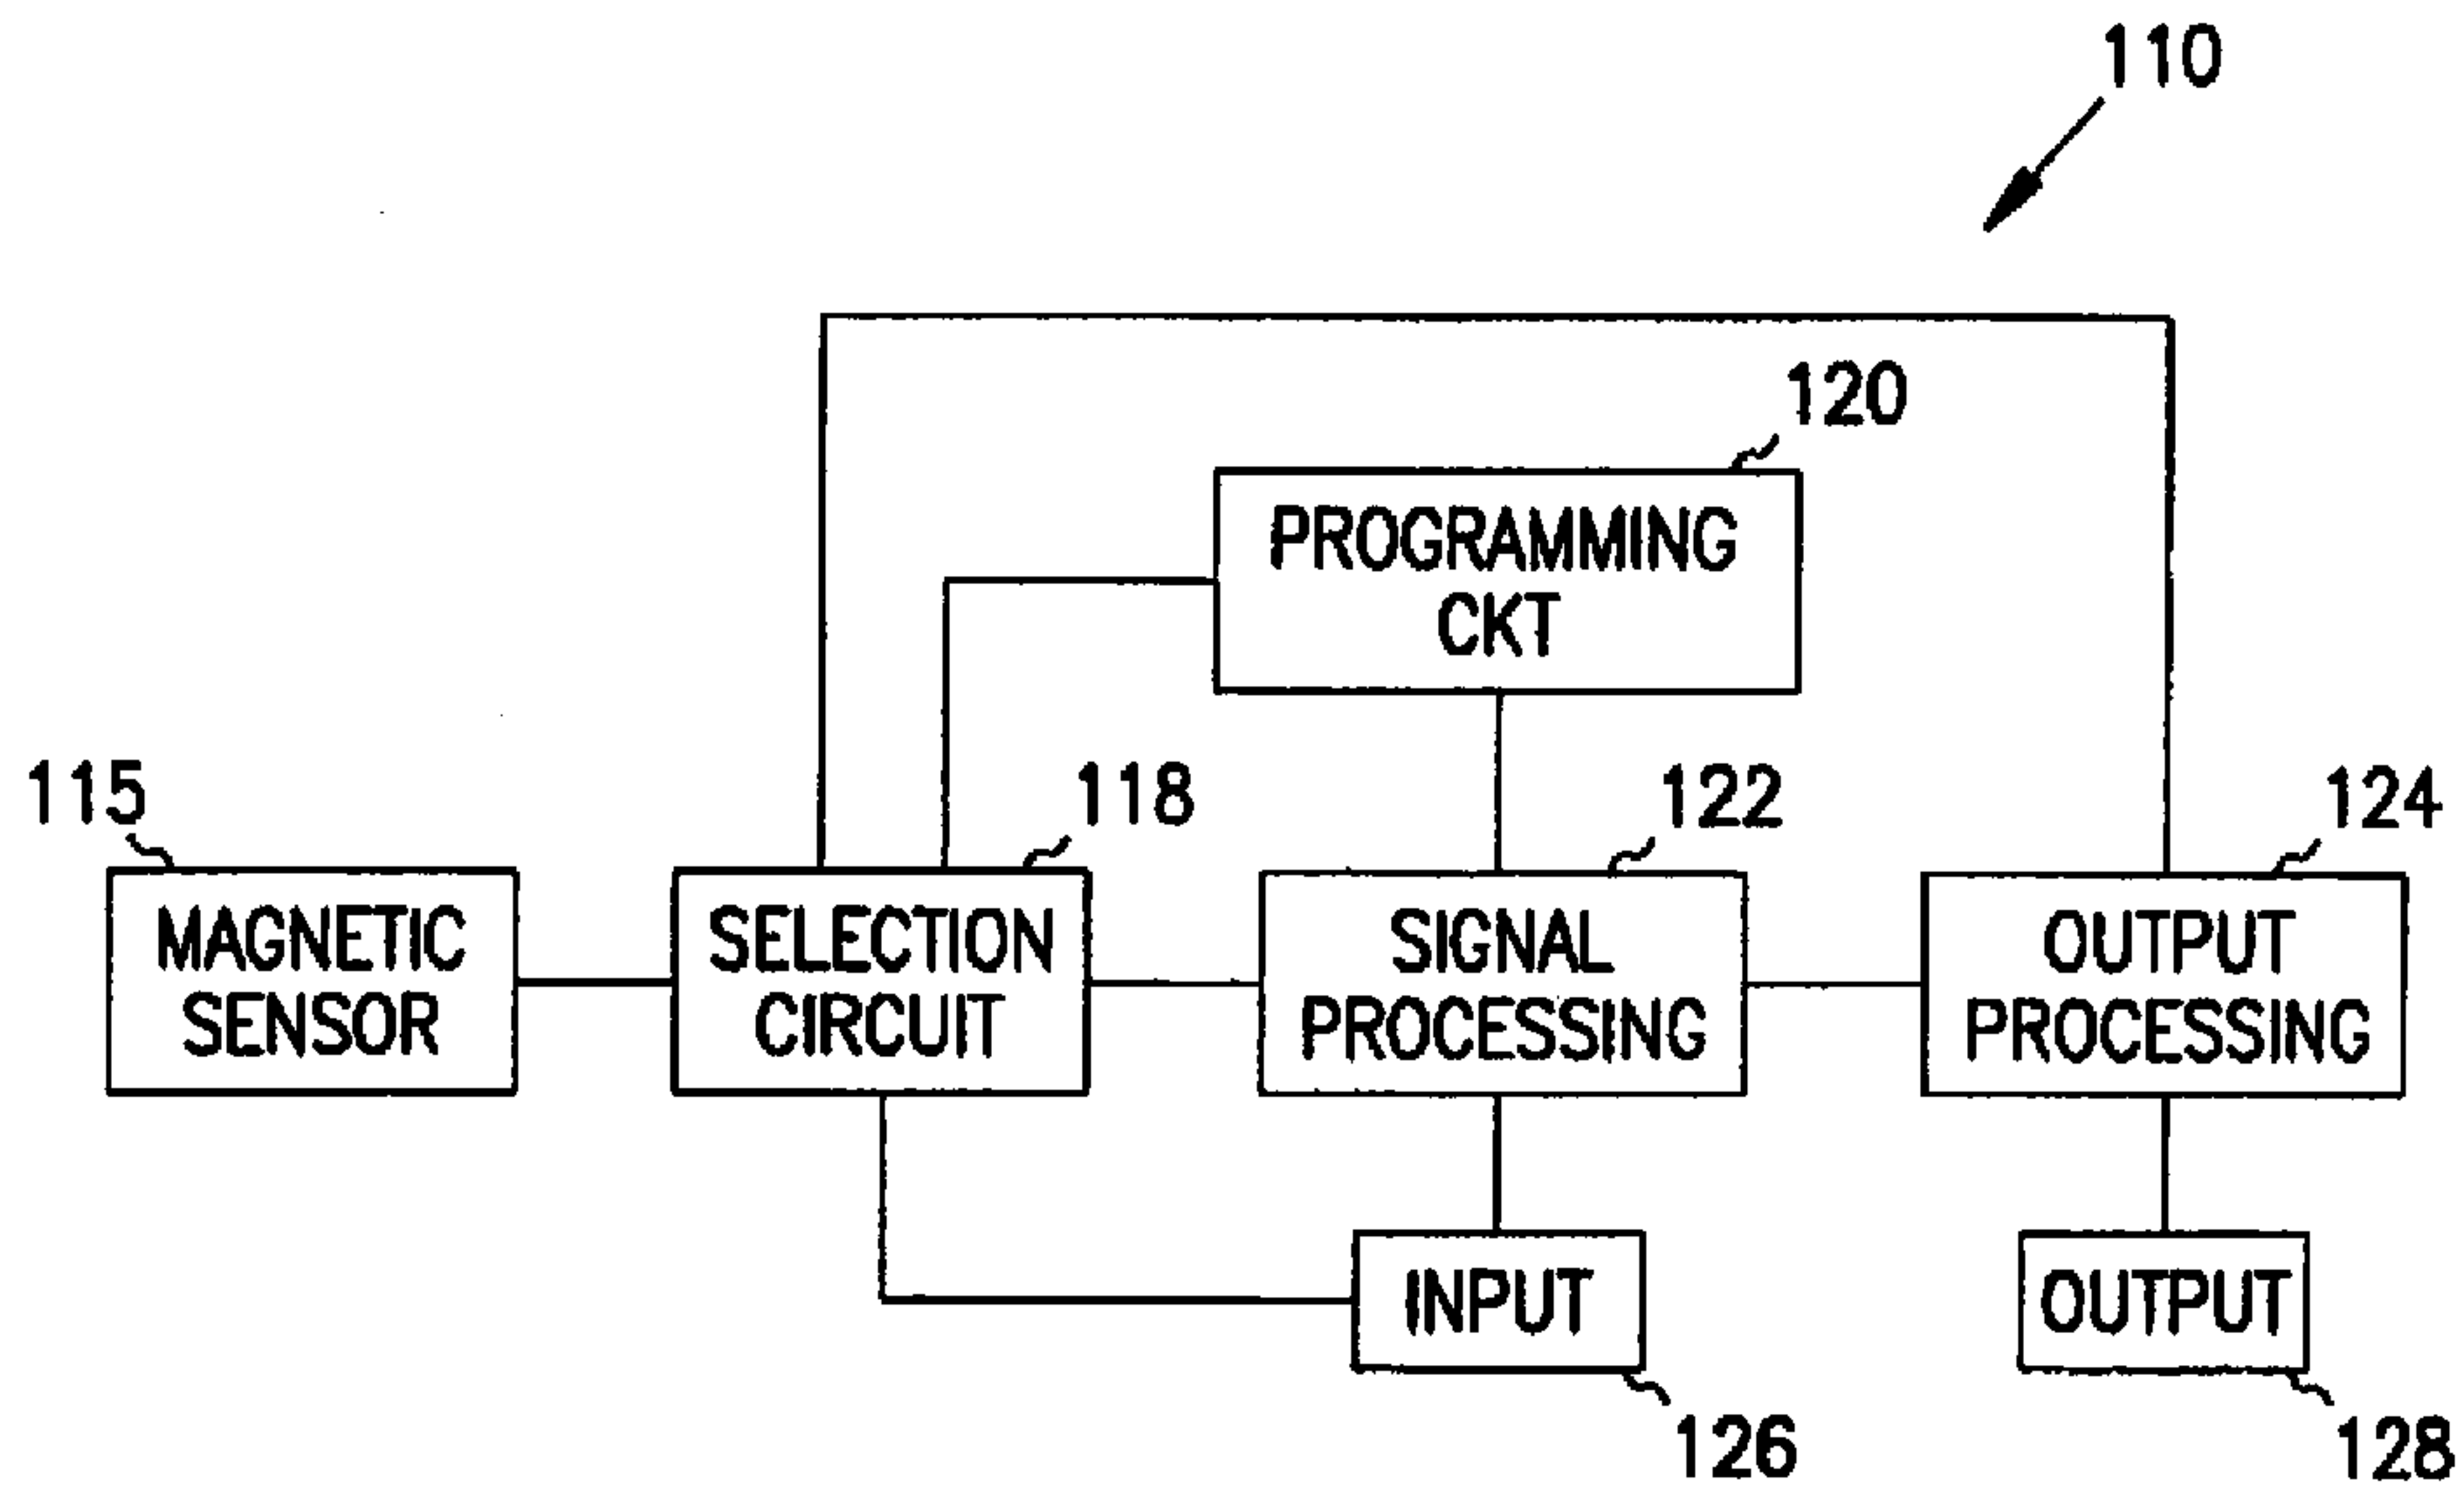 110
120
PROGRAMMING
CKT
115
118
122
124
MAGNETIC
SENSOR
SELECTION
CIRCUIT
SIGNAL
PROCESSING
OUTPUT
PROCESSING
INPUT
OUTPUT
126
128